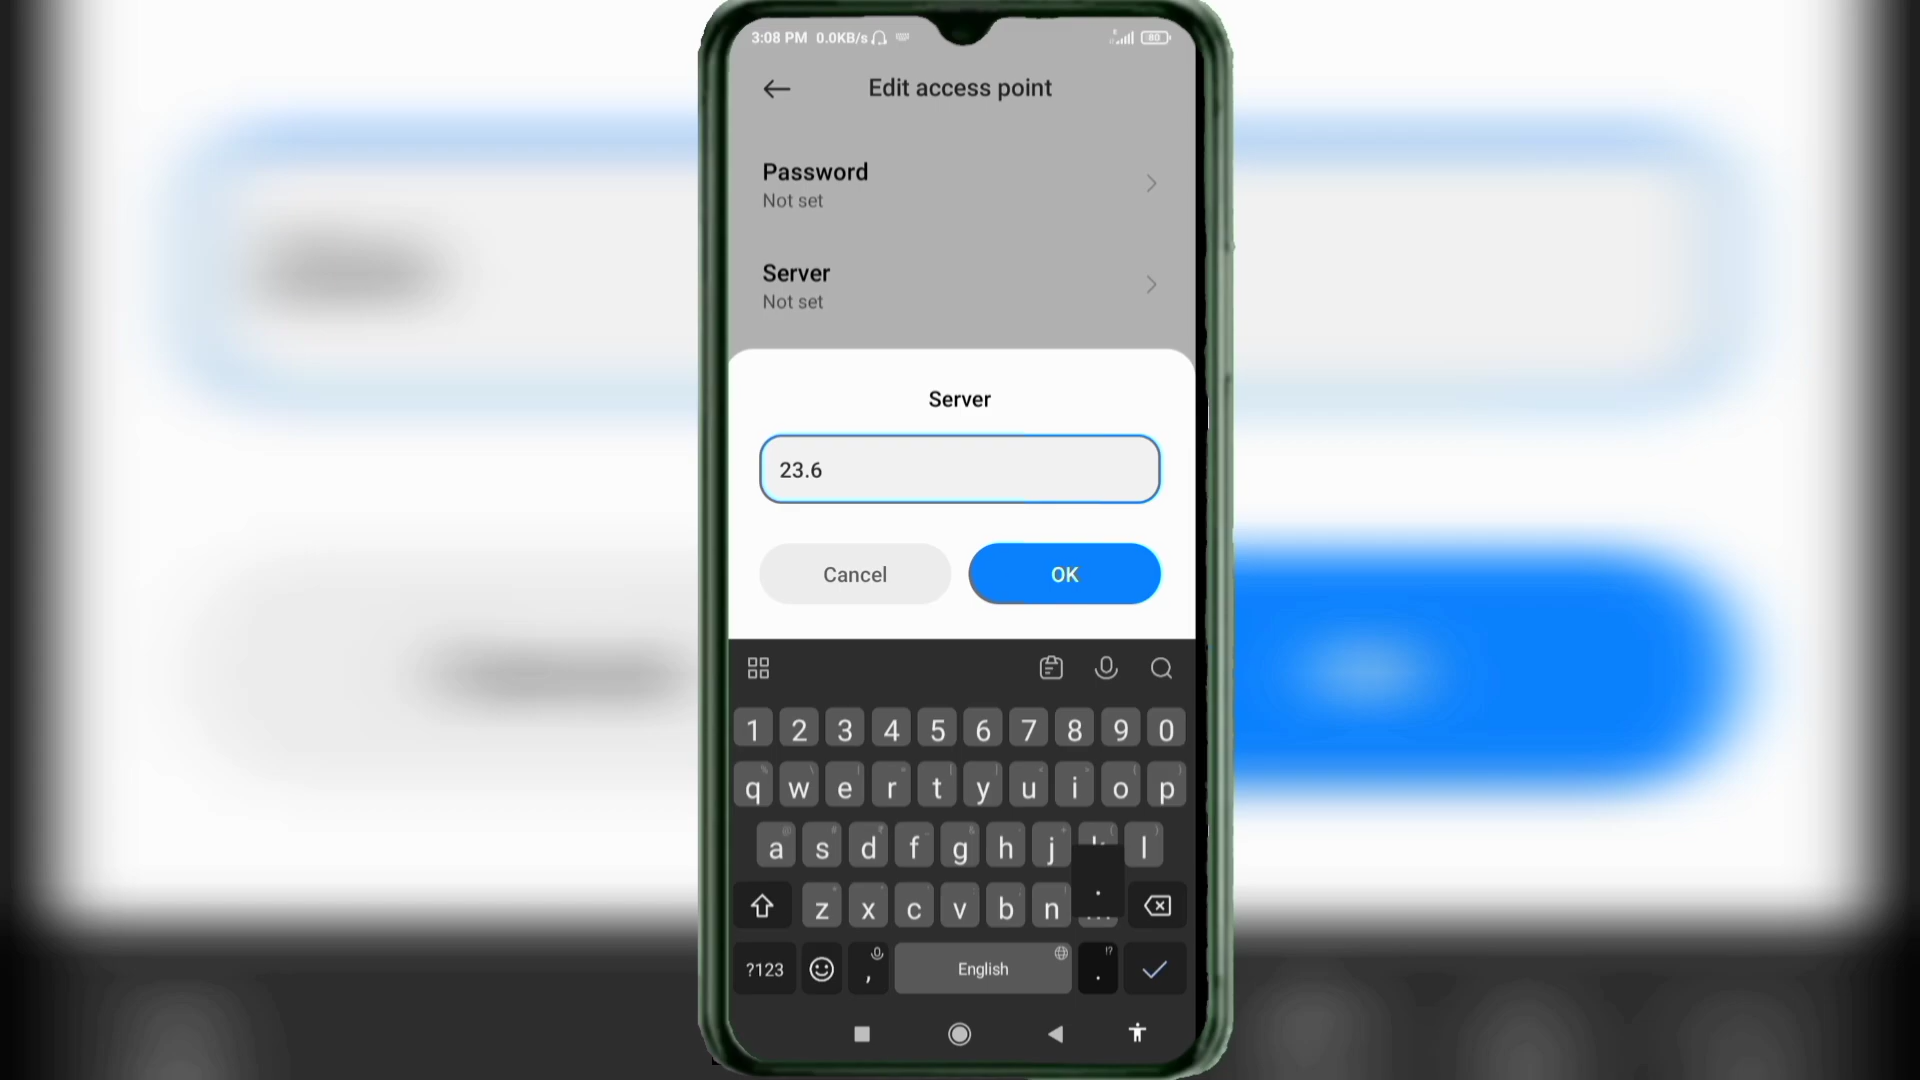 3:08 PM 0.0KB/s 80
Edit access point
Password
Not set
Server
Not set
Server
23.6
Cancel OK
1 2 3 4 5 6 7 8 9 0
q w e r t y u i o p
a s d f g h j l
.
z x c v b n
?123 , English . !?